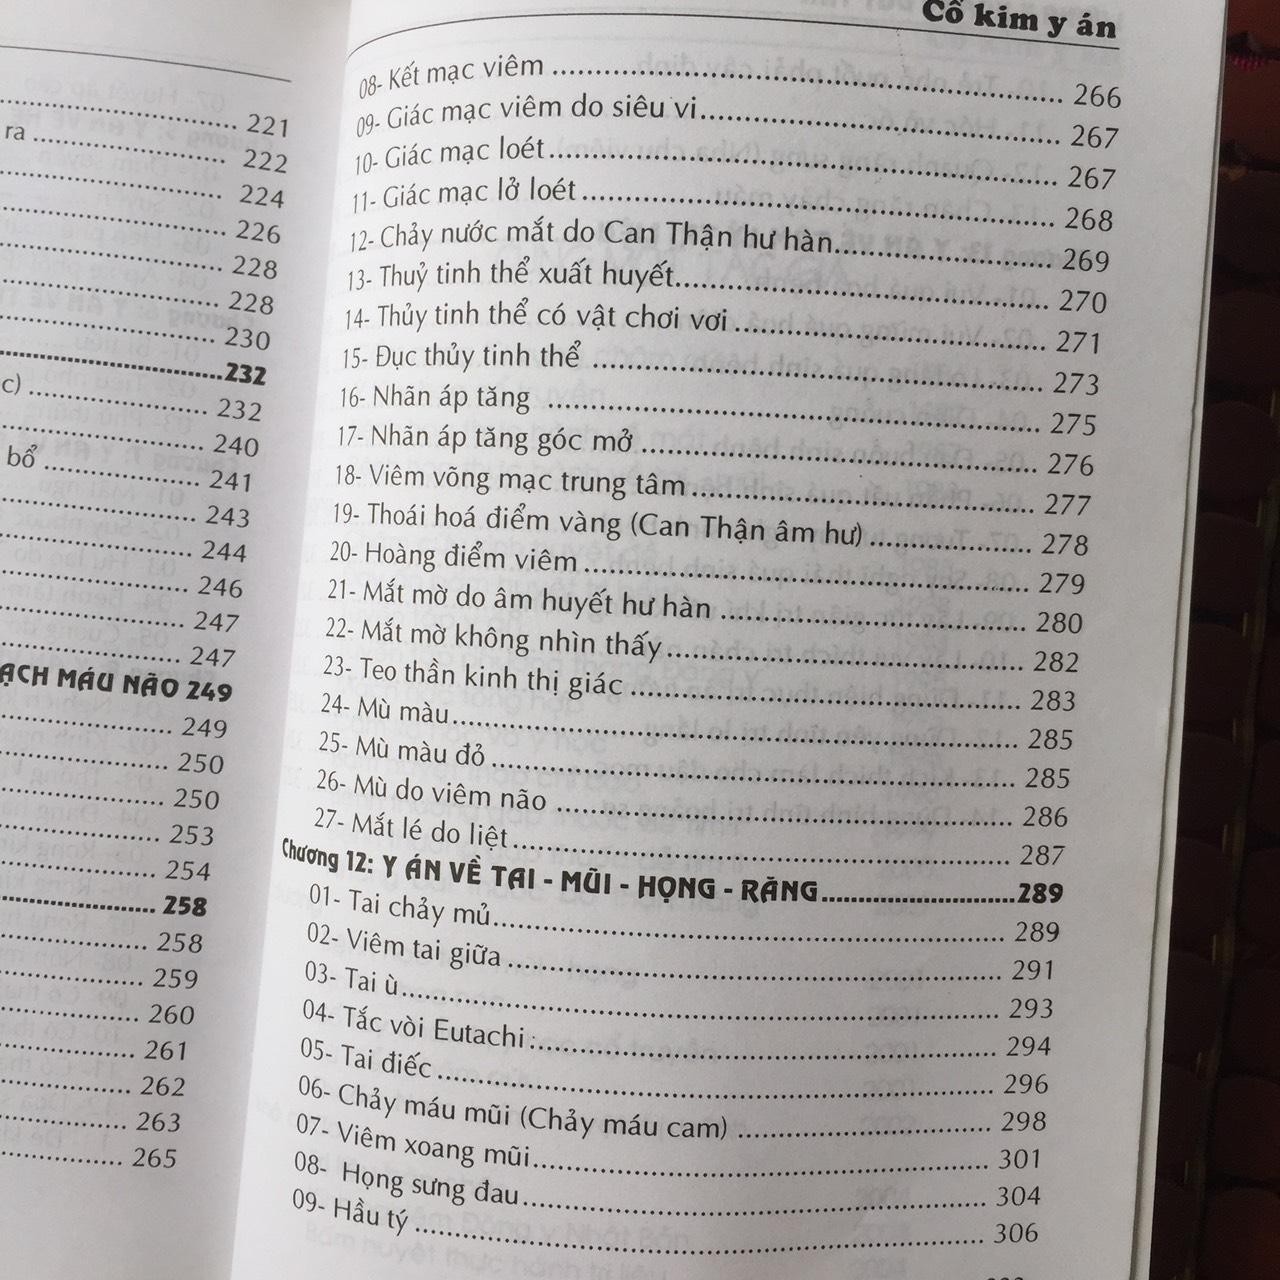 221
ra 222
224
226
228
228
230
232
c) 232
240
bổ 241
243
244
246
247
247
ẠCH MÁU NÃO 249
249
250
250
253
254
258
258
259
260
261
262
263
265
Cổ kim y án
08- Kết mạc viêm 266
09- Giác mạc viêm do siêu vi 267
10- Giác mạc loét 267
11- Giác mạc lở loét 268
12- Chảy nước mắt do Can Thận hư hàn 269
13- Thuỷ tinh thể xuất huyết 270
14- Thủy tinh thể có vật chơi vơi 271
15- Đục thủy tinh thể 273
16- Nhãn áp tăng 275
17- Nhãn áp tăng góc mở 276
18- Viêm võng mạc trung tâm 277
19- Thoái hoá điểm vàng (Can Thận âm hư) 278
20- Hoàng điểm viêm 279
21- Mắt mờ do âm huyết hư hàn 280
22- Mắt mờ không nhìn thấy 282
23- Teo thần kinh thị giác 283
24- Mù màu 285
25- Mù màu đỏ 285
26- Mù do viêm não 286
27- Mắt lé do liệt 287
Chương 12: Y ÁN VỀ TAI - MŨI - HỌNG - RĂNG 289
01- Tai chảy mủ 289
02- Viêm tai giữa 291
03- Tai ù 293
04- Tắc vòi Eutachi : 294
05- Tai điếc 296
06- Chảy máu mũi (Chảy máu cam) 298
07- Viêm xoang mũi 301
08- Họng sưng đau 304
09- Hầu tý 306